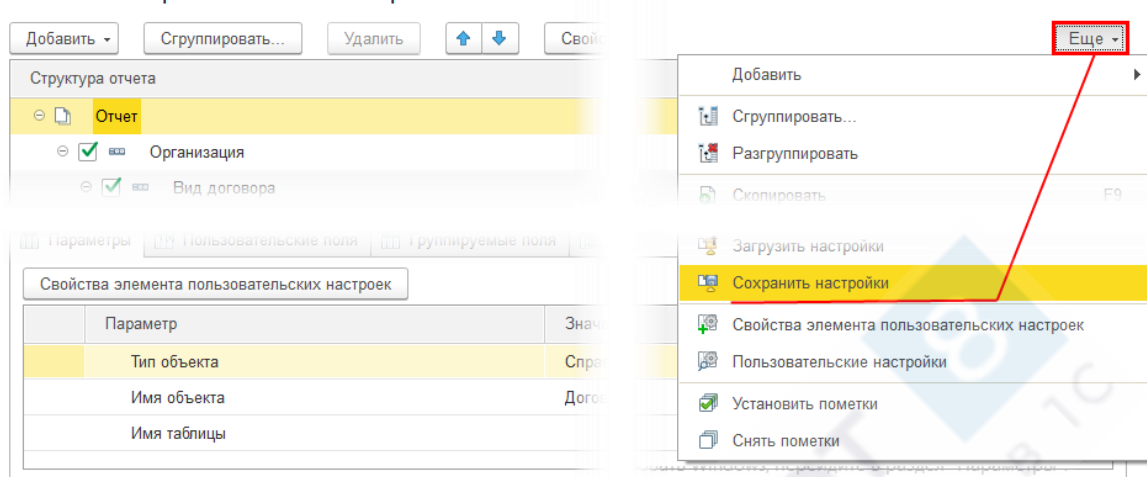 Добавить
Сгруппировать...
Удалить
Еще
Структура отчета
Отчет
Организация
Вид договора
Параметры
Пользовательские поля
Группируемые поля
Свойства элемента пользовательских настроек
Параметр
Тип объекта
Имя объекта
Имя таблицы
Добавить
Сгруппировать...
Разгруппировать
Скопировать F9
Загрузить настройки
Сохранить настройки
Свойства элемента пользовательских настроек
Пользовательские настройки
Установить пометки
Снять пометки
8
1C